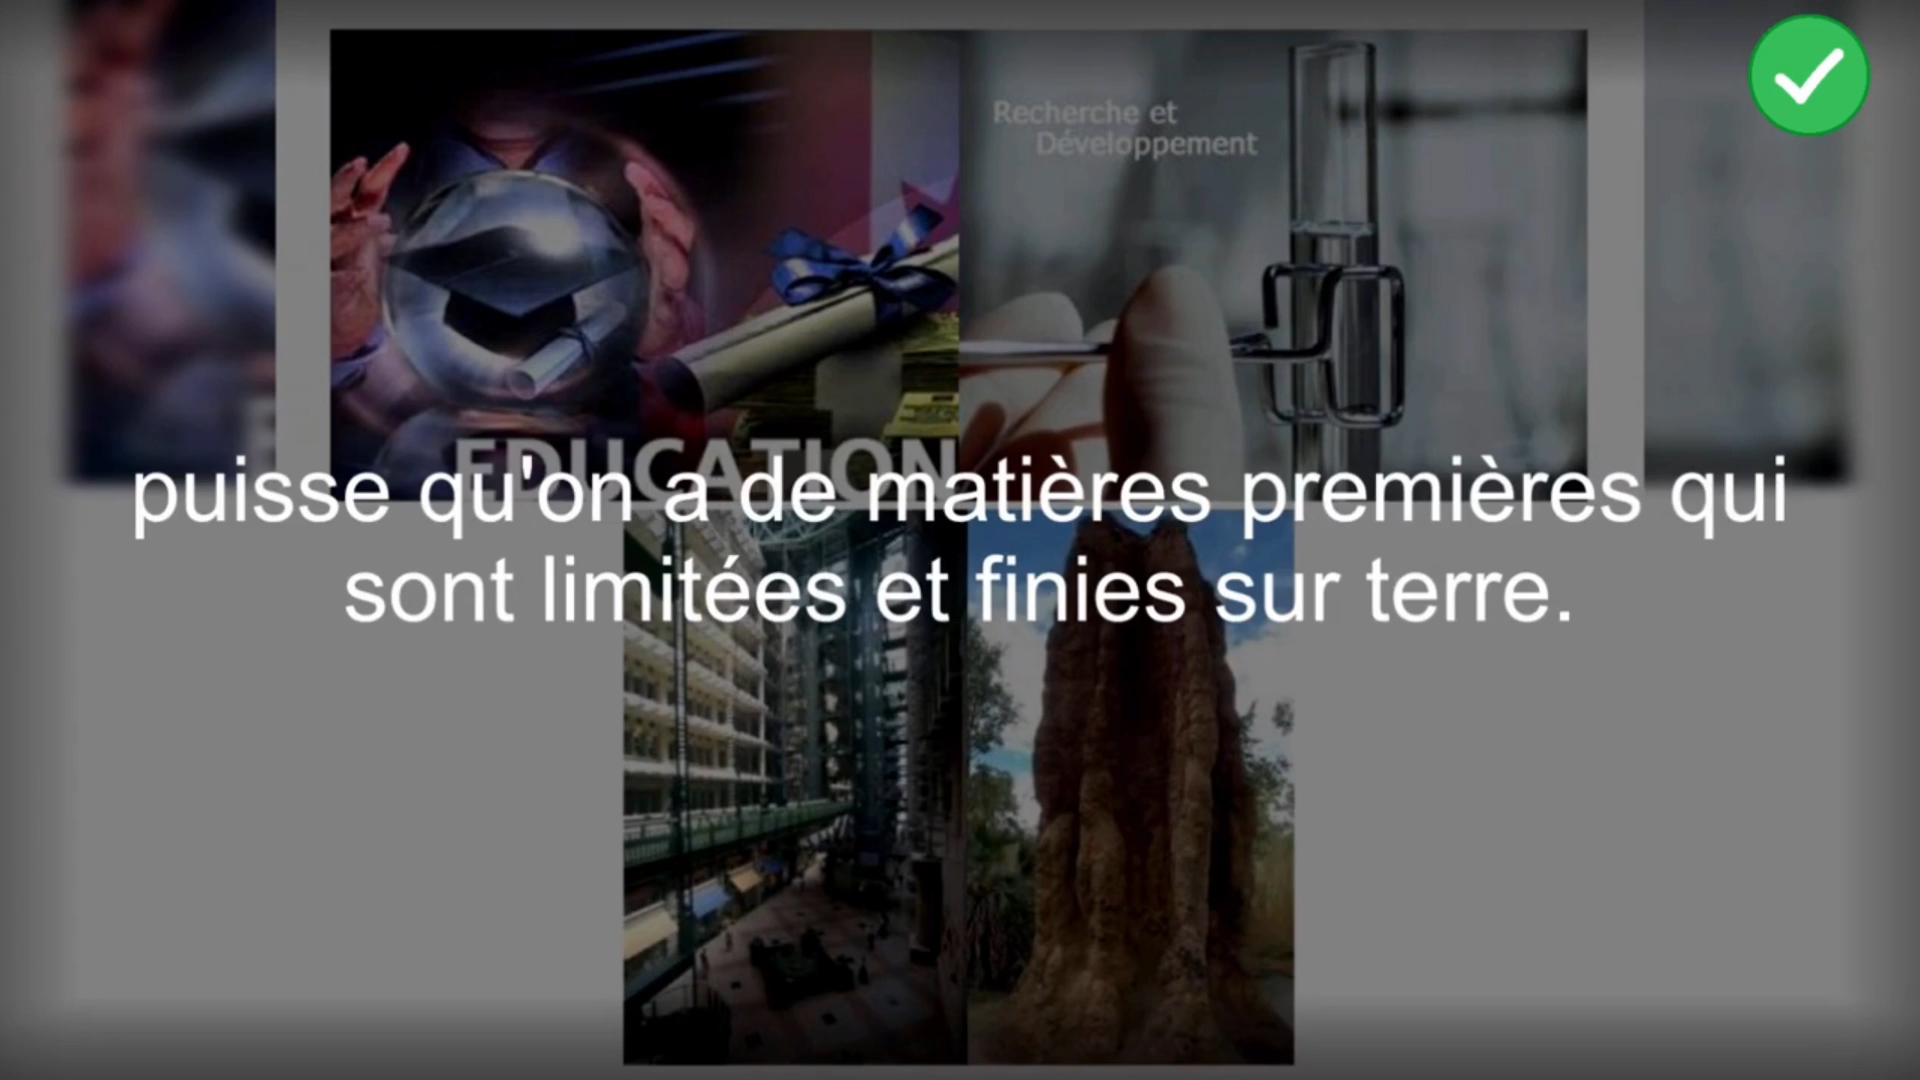 Recherche et
Développement
EDUCATION
puisse qu'on a de matières premières qui
sont limitées et finies sur terre.